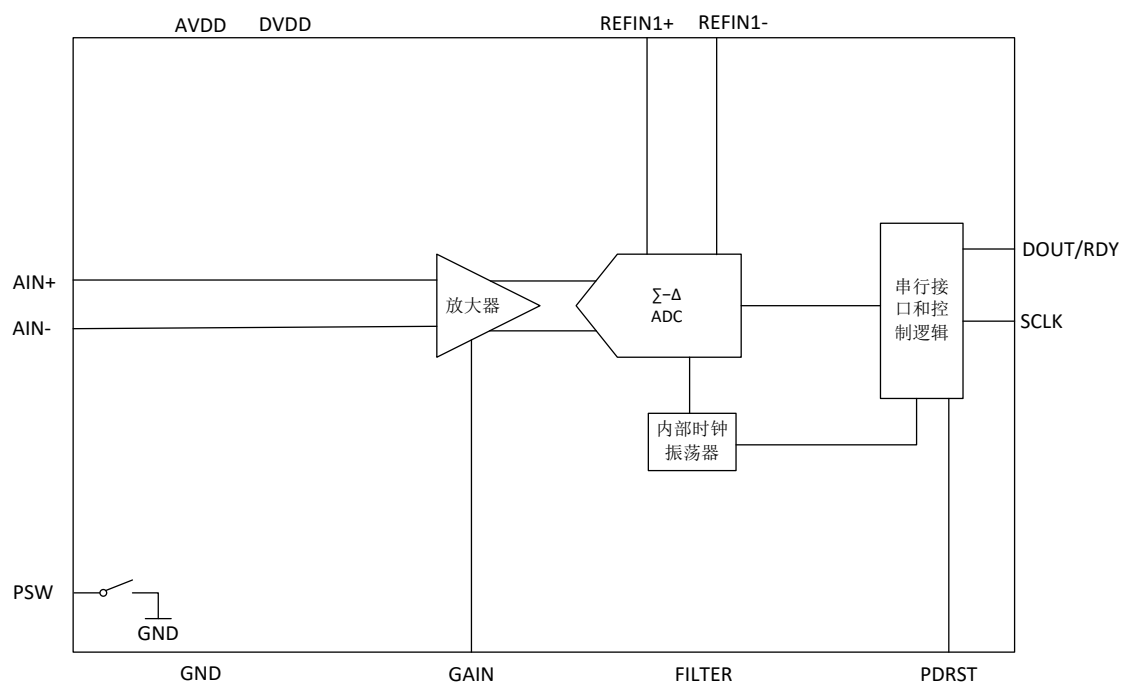 AVDD DVDD REFIN1+ REFIN1-
AIN+
AIN-
放大器
∑−Δ
ADC
串行接
口和控
制逻辑
DOUT/RDY
SCLK
内部时钟
振荡器
PSW
GND
GND GAIN FILTER PDRST